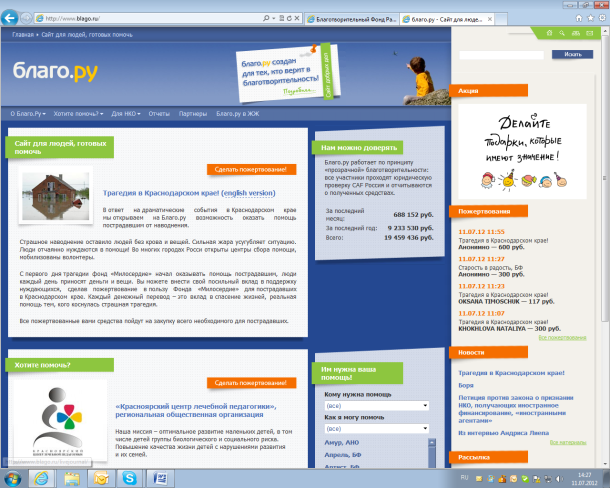 http://www.blago.ru/
Благотворительный Фонд Ра...
благо.ру - Сайт для люде...
Главная » Сайт для людей, готовых помочь
благо.ру
благо.ру создан
для тех, кто верит в
благотворительность!
Подробнее...
Сайт добрых дел
Искать
О Благо.Ру
Хотите помочь?
Для НКО
Отчеты
Партнеры
Благо.ру в ЖЖ
Сайт для людей, готовых
помочь
Сделать пожертвование!
Трагедия в Краснодарском крае! (english version)
В ответ на драматические события в Краснодарском крае
мы открываем на Благо.ру возможность оказать помощь
пострадавшим от наводнения.
Страшное наводнение оставило людей без крова и вещей. Сильная жара усугубляет ситуацию.
Люди отчаянно нуждаются в помощи! Во многих городах Росси открыты центры сбора помощи,
мобилизованы волонтеры.
С первого дня трагедии фонд «Милосердие» начал оказывать помощь пострадавшим, люди
каждый день приносят деньги и вещи. Вы можете внести свой посильный вклад в поддержку
нуждающихся, сделав пожертвование в пользу Фонда «Милосердие» для пострадавших
в Краснодарском крае. Каждый денежный перевод – это вклад в спасение жизней, реальная
помощь тем, кого коснулась страшная трагедия.
Все пожертвованные вами средства пойдут на закупку всего необходимого для пострадавших.
Хотите помочь?
Сделать пожертвование!
«Красноярский центр лечебной педагогики»,
региональная общественная организация
Наша миссия – оптимальное развитие маленьких детей, в том
числе детей группы биологического и социального риска.
Повышение качества жизни детей с нарушениями развития
и их семей.
КРАСНОЯРСКИЙ
ЦЕНТР ЛЕЧЕБНОЙ ПЕДАГОГИКИ
Нам можно доверять
Благо.ру работает по принципу
«прозрачной» благотворительности:
все участники проходят юридическую
проверку CAF Россия и отчитываются
о полученных средствах.
За последний
месяц: 688 152 руб.
За последний год: 9 233 530 руб.
Всего: 19 459 436 руб.
Им нужна ваша
помощь!
Кому нужна помощь
(все)
Как я могу помочь
(все)
Амур, АНО
Апрель, БФ
Артист, БФ
Акции
Делайте
подарки, которые
имеют значение!
Пожертвования
11.07.12 11:55
Трагедия в Краснодарском крае!
Анонимно — 600 руб.
11.07.12 11:27
Старость в радость, БФ
Анонимно — 300 руб.
11.07.12 11:23
Трагедия в Краснодарском крае!
OKSANA TIMOSCHUK — 117 руб.
11.07.12 11:07
Трагедия в Краснодарском крае!
KHOKHLOVA NATALIYA — 300 руб.
Все пожертвования
Новости
Трагедия в Краснодарском крае!
Боря
Петиция против закона о признании
НКО, получающих иностранное
финансирование, «иностранными
агентами»
Из интервью Андриса Лиепа
Все материалы
Рассылка
RU
14:27
11.07.2012